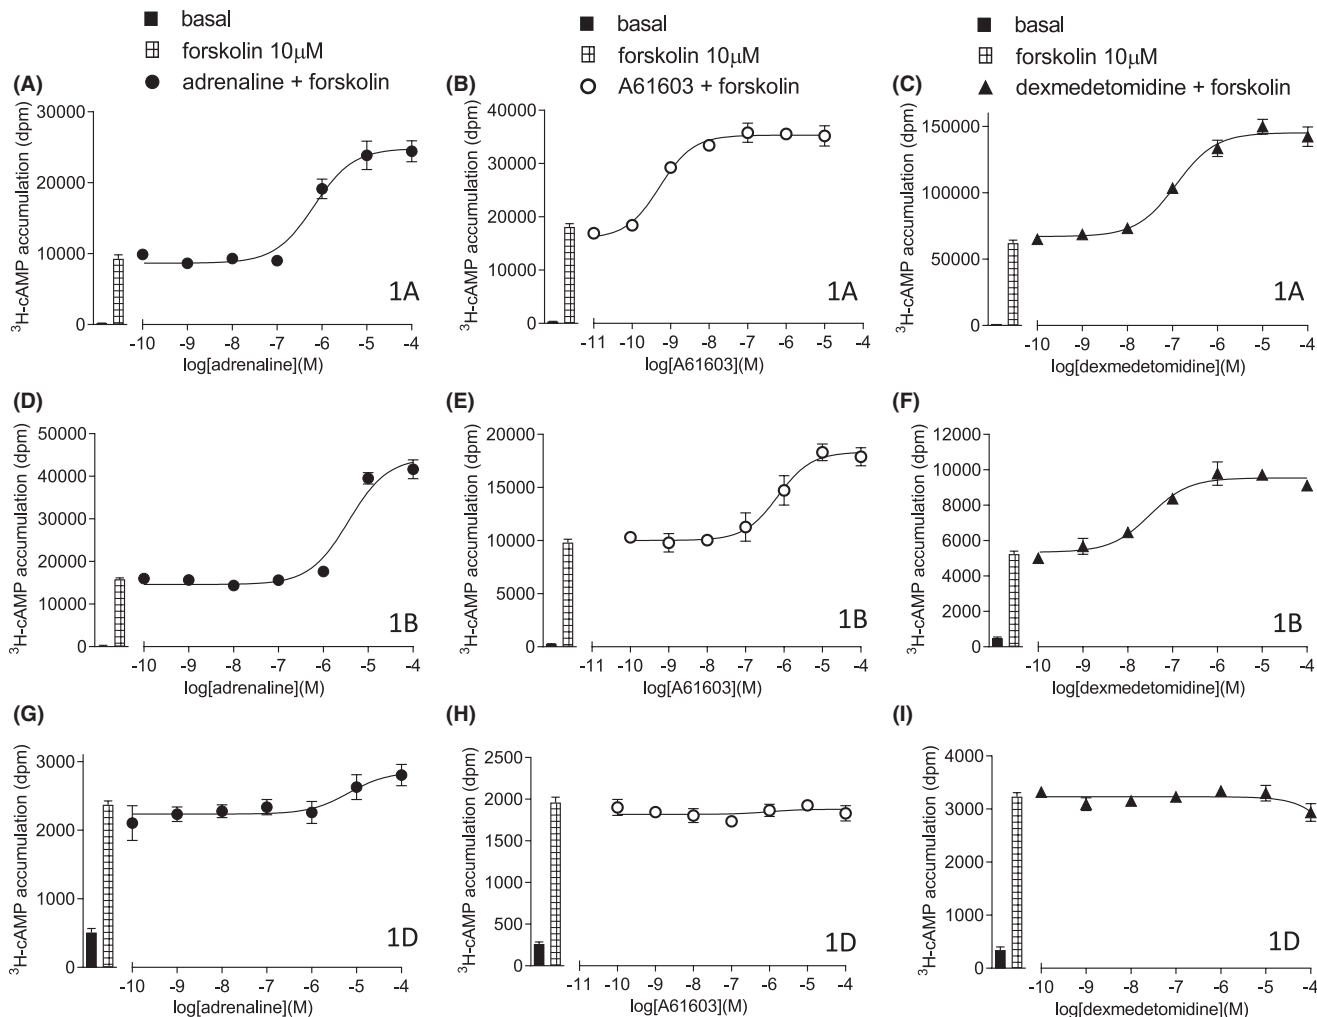 basal
forskolin 10μM
adrenaline + forskolin
basal
forskolin 10μM
A61603 + forskolin
basal
forskolin 10μM
dexmedetomidine + forskolin
(A)
³H-cAMP accumulation (dpm)
30000
20000
10000
0
1A
-10 -9 -8 -7 -6 -5 -4
log[adrenaline](M)
(B)
³H-cAMP accumulation (dpm)
40000
30000
20000
10000
0
1A
-11 -10 -9 -8 -7 -6 -5 -4
log[A61603](M)
(C)
³H-cAMP accumulation (dpm)
150000
100000
50000
0
1A
-10 -9 -8 -7 -6 -5 -4
log[dexmedetomidine](M)
(D)
³H-cAMP accumulation (dpm)
50000
40000
30000
20000
10000
0
1B
-10 -9 -8 -7 -6 -5 -4
log[adrenaline](M)
(E)
³H-cAMP accumulation (dpm)
20000
15000
10000
5000
0
1B
-11 -10 -9 -8 -7 -6 -5 -4
log[A61603](M)
(F)
³H-cAMP accumulation (dpm)
12000
10000
8000
6000
4000
2000
0
1B
-10 -9 -8 -7 -6 -5 -4
log[dexmedetomidine](M)
(G)
³H-cAMP accumulation (dpm)
3000
2000
1000
0
1D
-10 -9 -8 -7 -6 -5 -4
log[adrenaline](M)
(H)
³H-cAMP accumulation (dpm)
2500
2000
1500
1000
500
0
1D
-11 -10 -9 -8 -7 -6 -5 -4
log[A61603](M)
(I)
³H-cAMP accumulation (dpm)
4000
3000
2000
1000
0
1D
-10 -9 -8 -7 -6 -5 -4
log[dexmedetomidine](M)